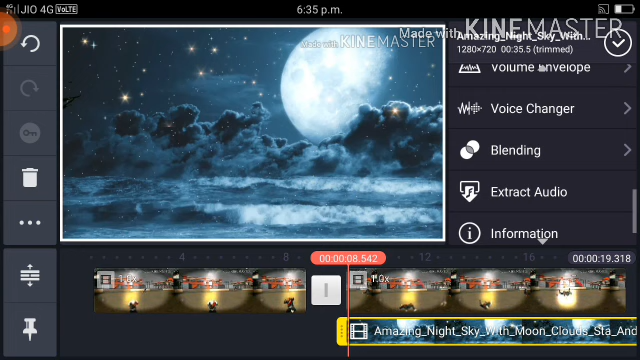 JIO 4G VoLTE
6:35 p.m.
Made with KINEMASTER
Made with KINEMASTER
Amazing_Night_Sky_With...
1280×720 00:35.5 (trimmed)
Volume Envelope
Voice Changer
Blending
Extract Audio
Information
4
8
12
16
00:00:08.542
00:00:19.318
1.0x
1.0x
Amazing_Night_Sky_With_Moon_Clouds_Sta_And